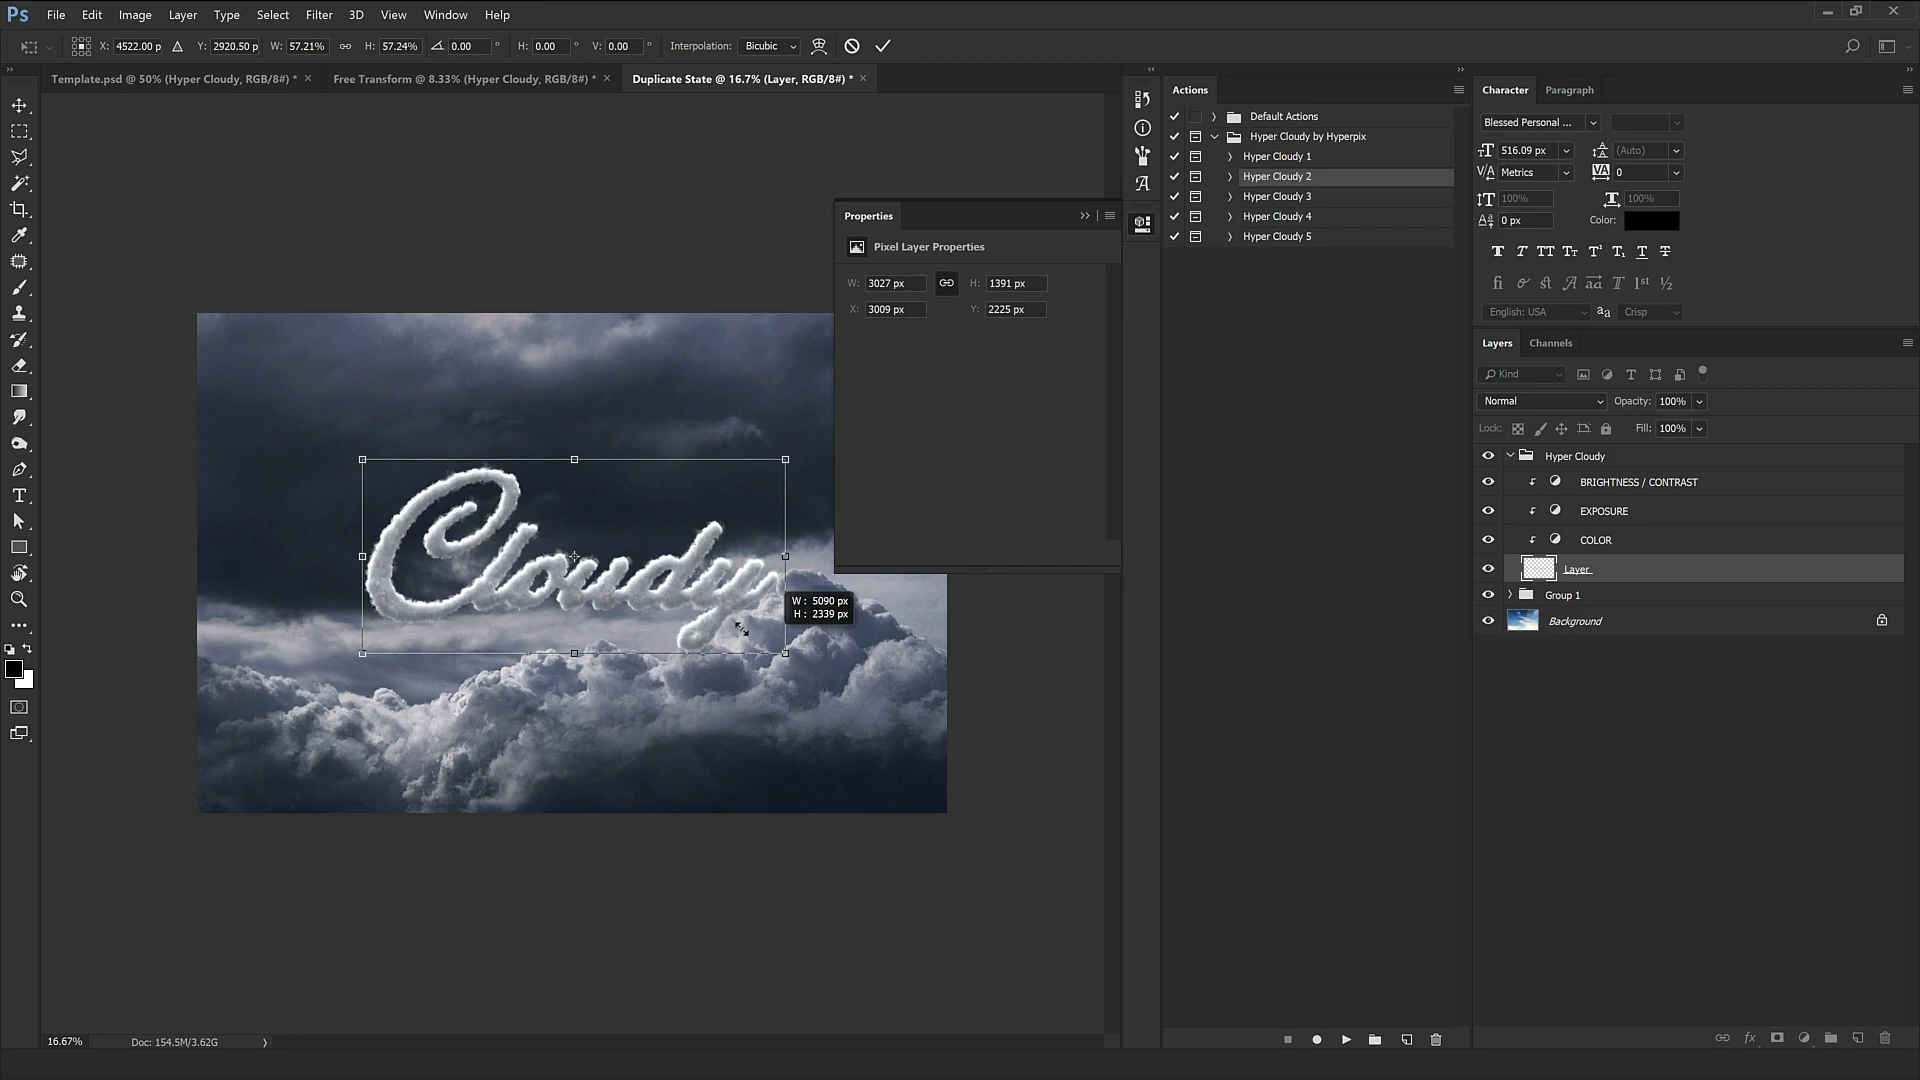 Ps File Edit Image Layer Type Select Filter 3D View Window Help
X: 4522.00 p Y: 2920.50 p W: 57.21% H: 57.24% 0.00 ° H: 0.00 ° V: 0.00 ° Interpolation: Bicubic
Template.psd @ 50% (Hyper Cloudy, RGB/8#) * × Free Transform @ 8.33% (Hyper Cloudy, RGB/8#) * × Duplicate State @ 16.7% (Layer, RGB/8#) * ×
Actions
Default Actions
Hyper Cloudy by Hyperpix
Hyper Cloudy 1
Hyper Cloudy 2
Hyper Cloudy 3
Hyper Cloudy 4
Hyper Cloudy 5
Properties
Pixel Layer Properties
W: 3027 px H: 1391 px
X: 3009 px Y: 2225 px
Cloudy
W : 5090 px
H : 2339 px
Character Paragraph
Blessed Personal ...
516.09 px (Auto)
Metrics 0
100% 100%
0 px Color:
English: USA aa Crisp
Layers Channels
Kind
Normal Opacity: 100%
Lock: Fill: 100%
Hyper Cloudy
BRIGHTNESS / CONTRAST
EXPOSURE
COLOR
Layer
Group 1
Background
16.67% Doc: 154.5M/3.62G